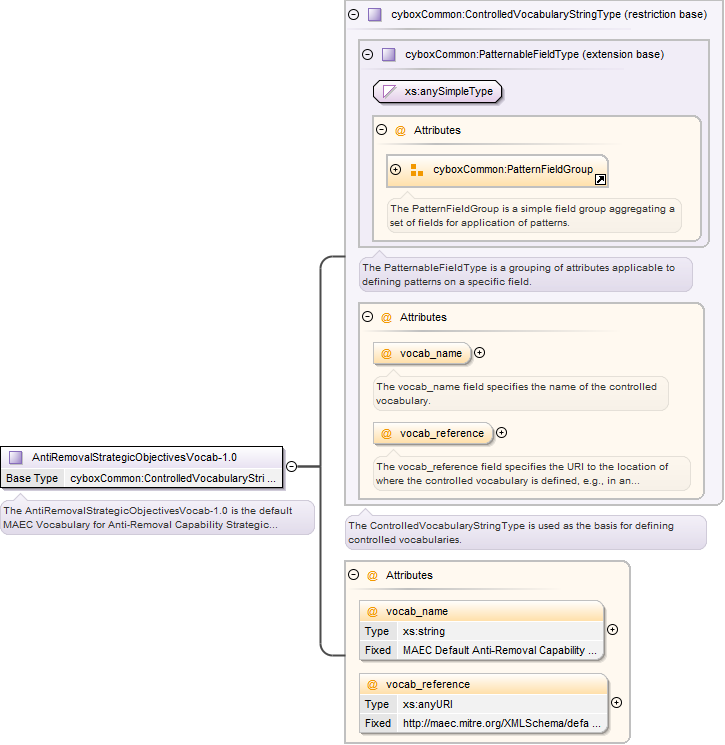 cyboxCommon:ControlledVocabularyStringType (restriction base)
cyboxCommon:PatternableFieldType (extension base)
xs:anySimpleType
@ Attributes
cyboxCommon:PatternFieldGroup
The PatternFieldGroup is a simple field group aggregating a
set of fields for application of patterns.
The PatternableFieldType is a grouping of attributes applicable to
defining patterns on a specific field.
@ Attributes
@ vocab_name
The vocab_name field specifies the name of the controlled
vocabulary.
@ vocab_reference
The vocab_reference field specifies the URI to the location of
where the controlled vocabulary is defined, e.g., in an...
The ControlledVocabularyStringType is used as the basis for defining
controlled vocabularies.
AntiRemovalStrategicObjectivesVocab-1.0
Base Type cyboxCommon:ControlledVocabularyStri ...
The AntiRemovalStrategicObjectivesVocab-1.0 is the default
MAEC Vocabulary for Anti-Removal Capability Strategic...
@ Attributes
@ vocab_name
Type xs:string
Fixed MAEC Default Anti-Removal Capability ...
@ vocab_reference
Type xs:anyURI
Fixed http://maec.mitre.org/XMLSchema/defa ...